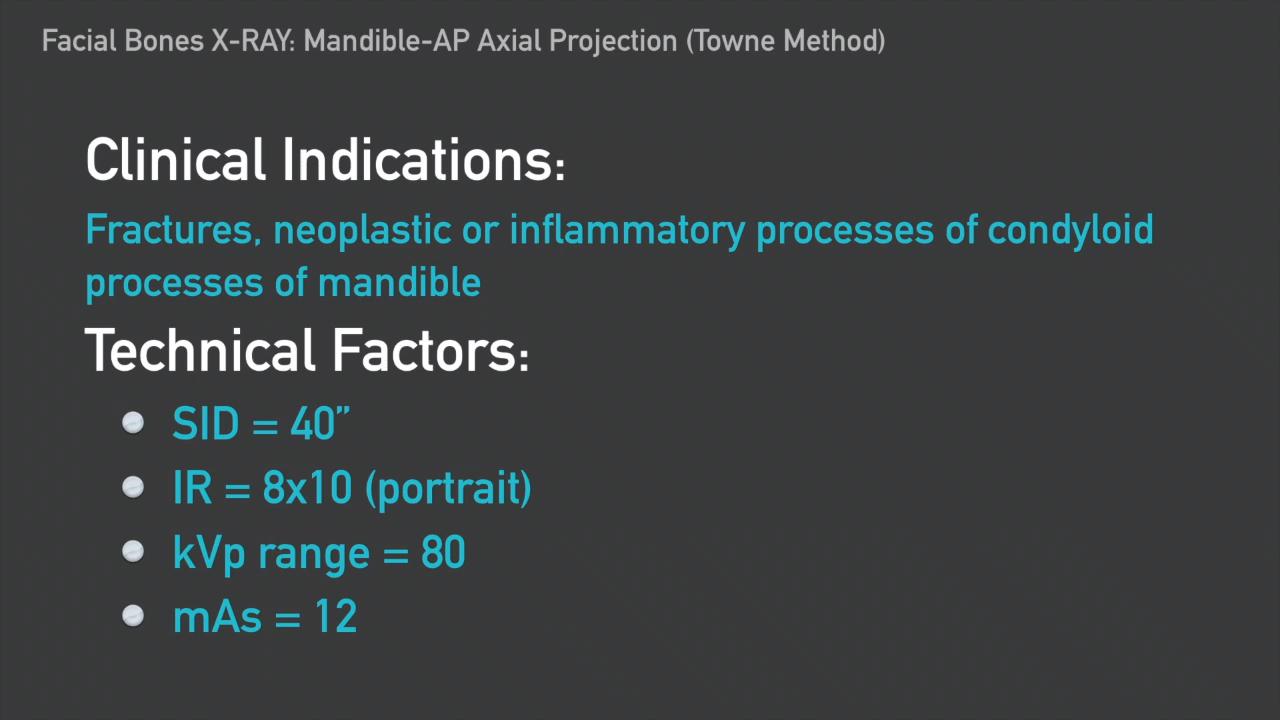 Facial Bones X-RAY: Mandible-AP Axial Projection (Towne Method)
Clinical Indications:
Fractures, neoplastic or inflammatory processes of condyloid
processes of mandible
Technical Factors:
SID = 40”
IR = 8x10 (portrait)
kVp range = 80
mAs = 12